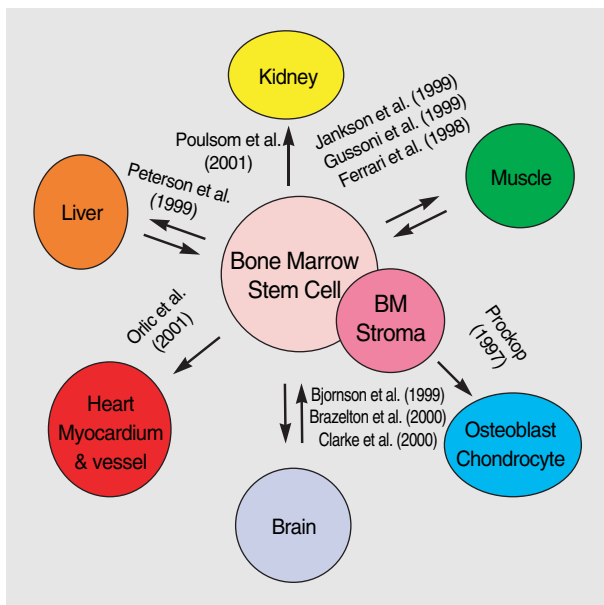 Kidney
Poulsom et al.
(2001)
Jankson et al. (1999)
Gussoni et al. (1999)
Ferrari et al. (1998)
Muscle
Liver
Peterson et al.
(1999)
Bone Marrow
Stem Cell
BM
Stroma
Orlic et al.
(2001)
Prockop
(1997)
Heart
Myocardium
& vessel
Bjornson et al. (1999)
Brazelton et al. (2000)
Clarke et al. (2000)
Osteoblast
Chondrocyte
Brain